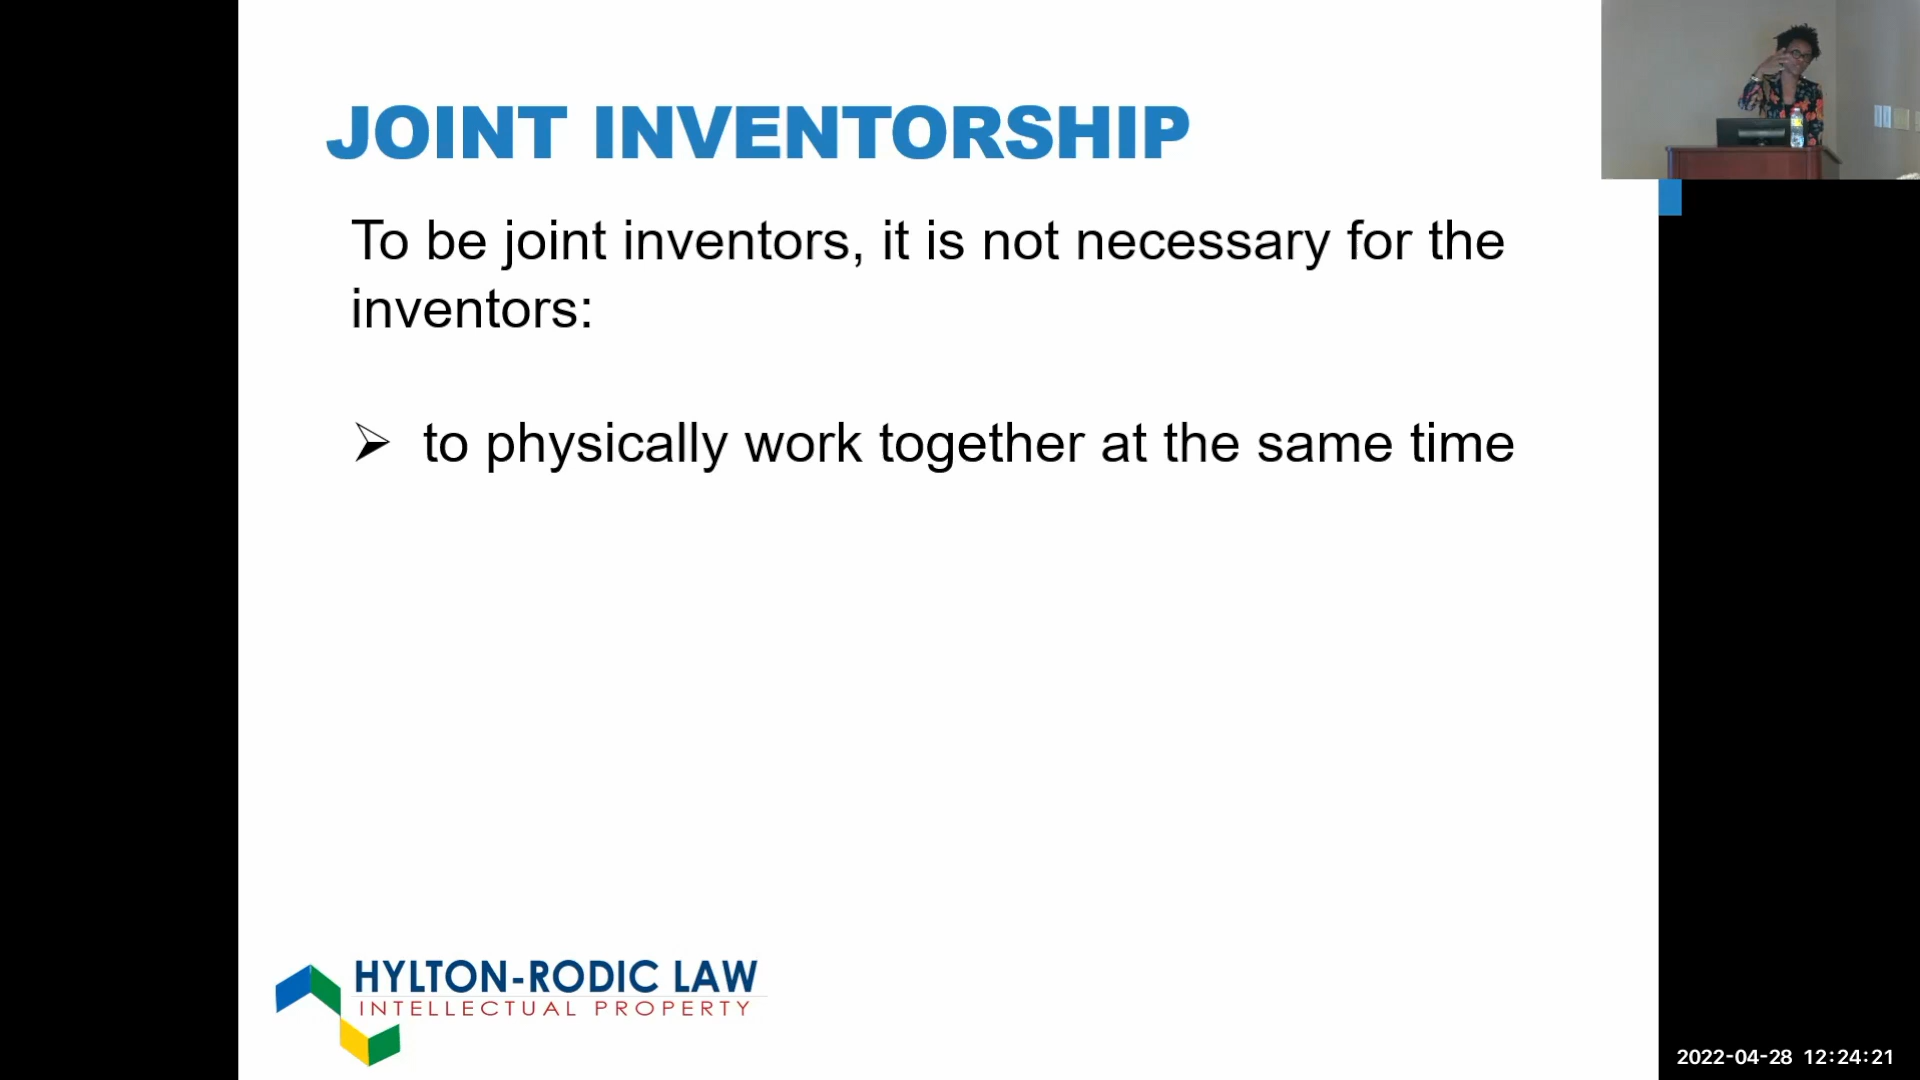 JOINT INVENTORSHIP
To be joint inventors, it is not necessary for the
inventors:
➢ to physically work together at the same time
HYLTON-RODIC LAW
INTELLECTUAL PROPERTY
2022-04-28 12:24:21